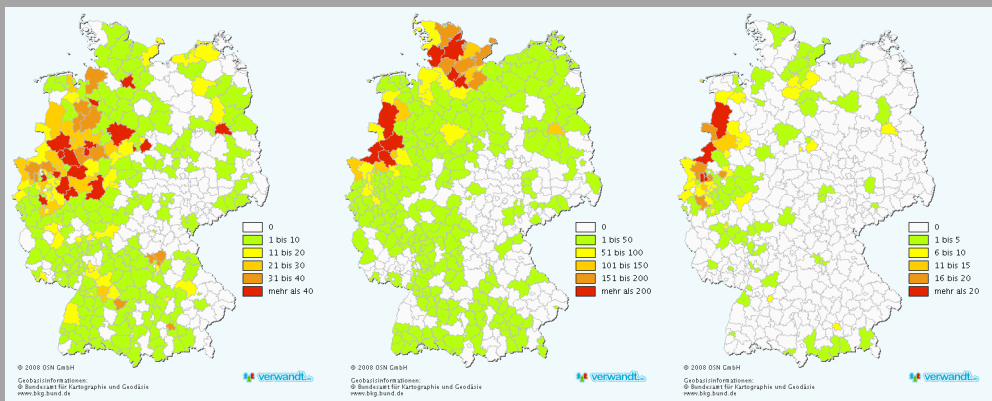 0
1 bis 10
11 bis 20
21 bis 30
31 bis 40
mehr als 40
© 2008 OSN GmbH
Geobasisinformationen:
© Bundesamt für Kartographie und Geodäsie
www.bkg.bund.de
verwandt.de
0
1 bis 50
51 bis 100
101 bis 150
151 bis 200
mehr als 200
© 2008 OSN GmbH
Geobasisinformationen:
© Bundesamt für Kartographie und Geodäsie
www.bkg.bund.de
verwandt.de
0
1 bis 5
6 bis 10
11 bis 15
16 bis 20
mehr als 20
© 2008 OSN GmbH
Geobasisinformationen:
© Bundesamt für Kartographie und Geodäsie
www.bkg.bund.de
verwandt.de